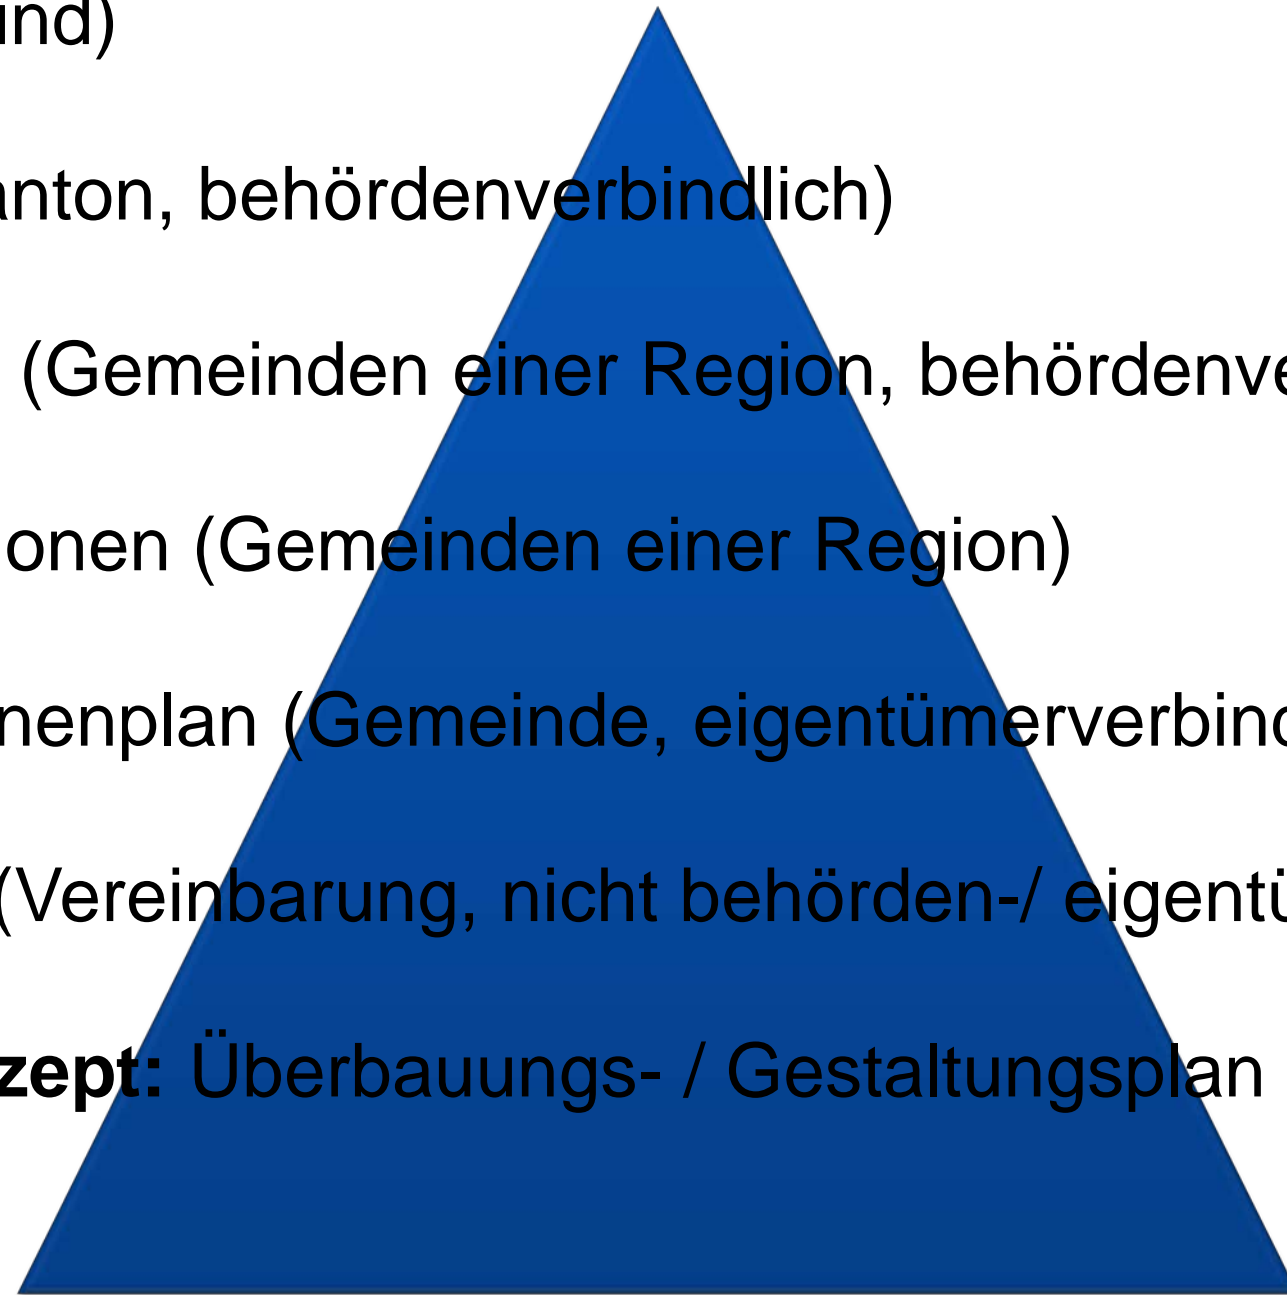 und)
anton, behördenverbindlich)
(Gemeinden einer Region, behördenve
onen (Gemeinden einer Region)
nenplan (Gemeinde, eigentümerverbind
(Vereinbarung, nicht behörden-/ eigentü
zept: Überbauungs- / Gestaltungsplan